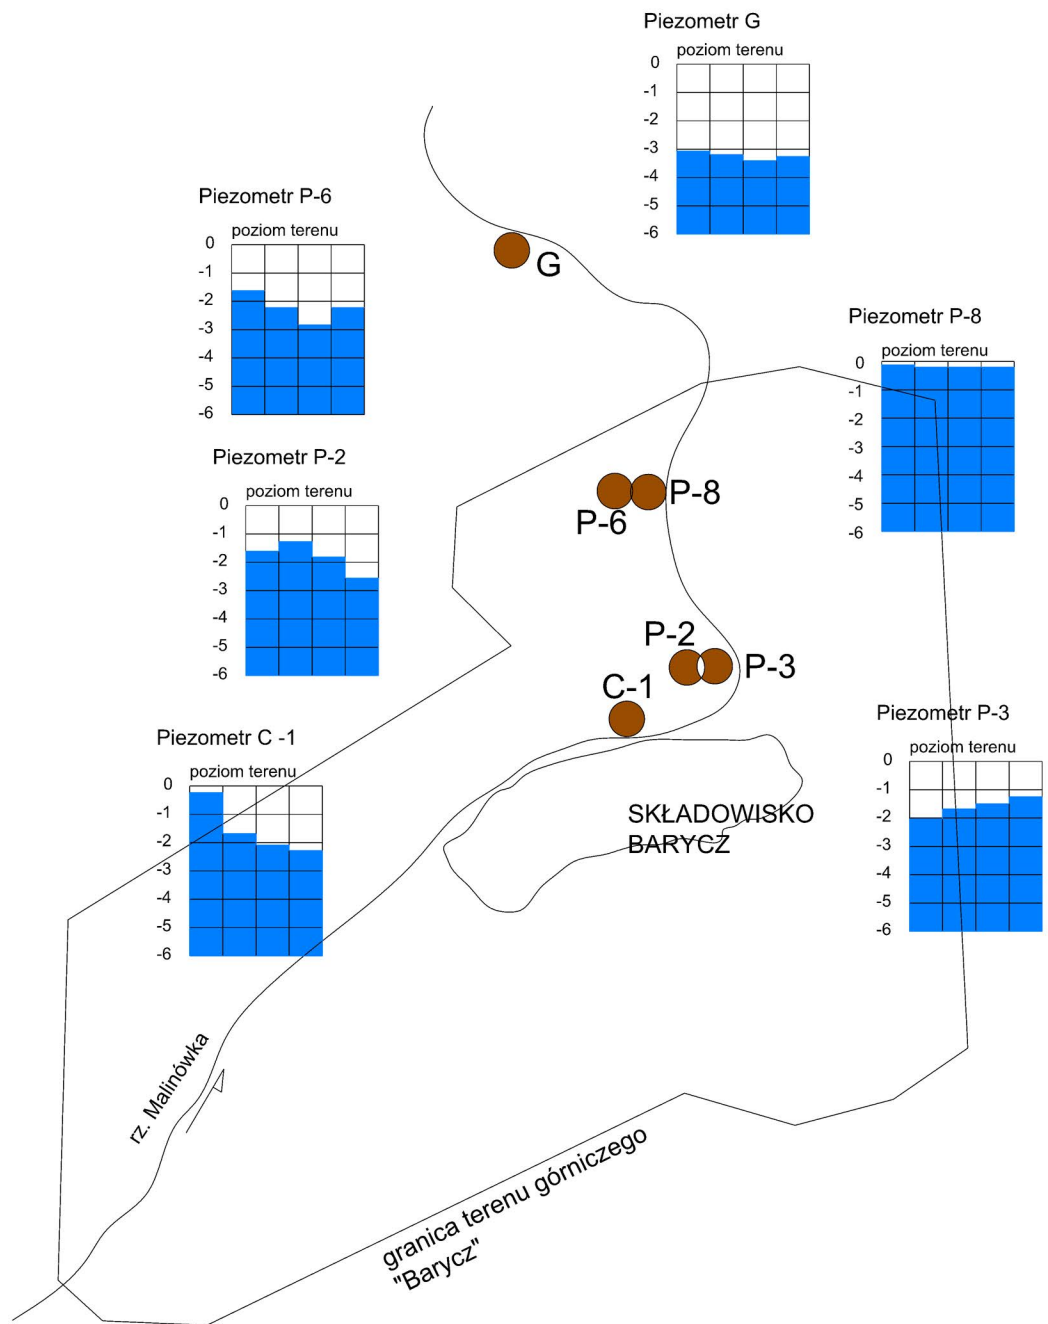 Piezometr G
poziom terenu
0
-1
-2
-3
-4
-5
-6
Piezometr P-6
poziom terenu
0
-1
-2
-3
-4
-5
-6
G
Piezometr P-8
poziom terenu
0
-1
-2
-3
-4
-5
-6
Piezometr P-2
poziom terenu
0
-1
-2
-3
-4
-5
-6
P-8
P-6
P-2
P-3
C-1
Piezometr C -1
poziom terenu
0
-1
-2
-3
-4
-5
-6
Piezometr P-3
poziom terenu
0
-1
-2
-3
-4
-5
-6
SKŁADOWISKO
BARYCZ
rz. Malinówka
granica terenu górniczego
"Barycz"